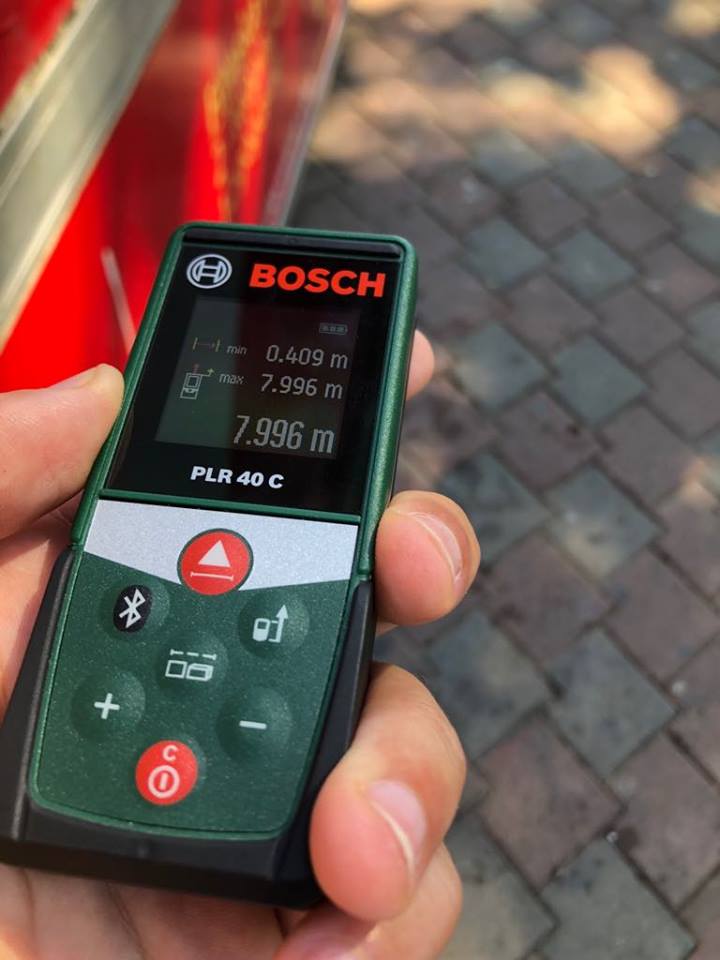 BOSCH
min 0.409 m
max 7.996 m
7.996 m
PLR 40 C
+
−
C